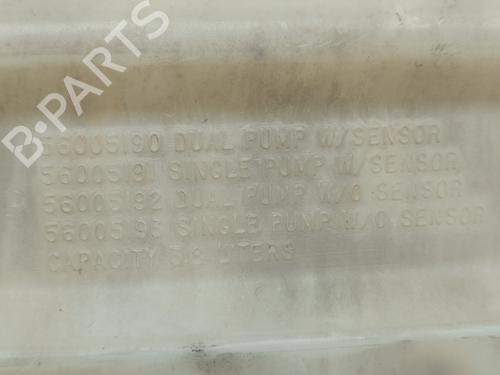 56005190 DUAL PUMP W/SENSOR
56005191 SINGLE PUMP W/SENSOR
56005192 DUAL PUMP W/O SENSOR
56005193 SINGLE PUMP W/O SENSOR
CAPACITY 3.8 LITERS
B-PARTS